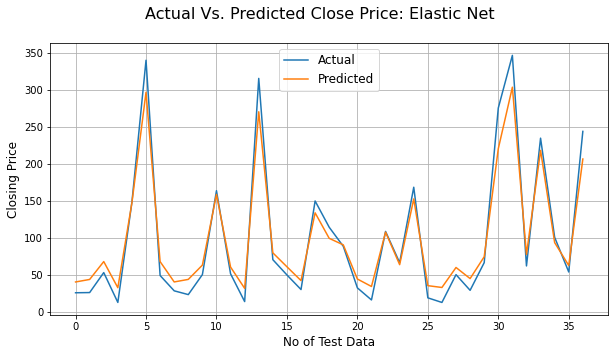 Actual Vs. Predicted Close Price: Elastic Net
Actual
Predicted
Closing Price
350
300
250
200
150
100
50
0
0 5 10 15 20 25 30 35
No of Test Data